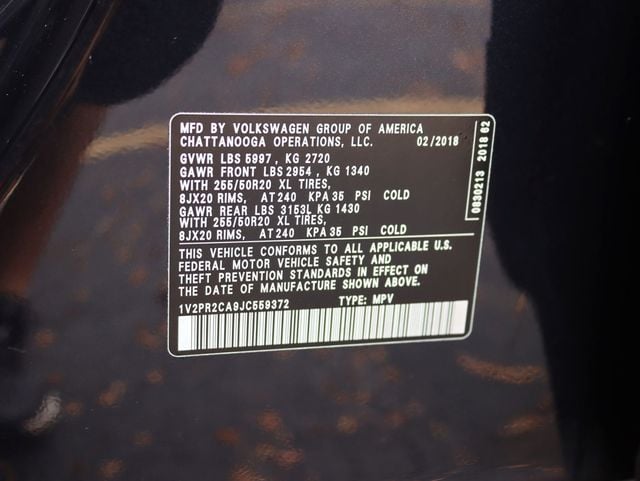 MFD BY VOLKSWAGEN GROUP OF AMERICA
CHATTANOOGA OPERATIONS, LLC. 02/2018
GVWR LBS 5997 , KG 2720
GAWR FRONT LBS 2954 , KG 1340
WITH 255/50R20 XL TIRES,
8JX20 RIMS, AT 240 KPA 35 PSI COLD
GAWR REAR LBS 3153L KG 1430
WITH 255/50R20 XL TIRES,
8JX20 RIMS, AT 240 KPA 35 PSI COLD
THIS VEHICLE CONFORMS TO ALL APPLICABLE U.S.
FEDERAL MOTOR VEHICLE SAFETY AND
THEFT PREVENTION STANDARDS IN EFFECT ON
THE DATE OF MANUFACTURE SHOWN ABOVE.
1V2PR2CA9JC559372 TYPE: MPV
0830213 2018 02